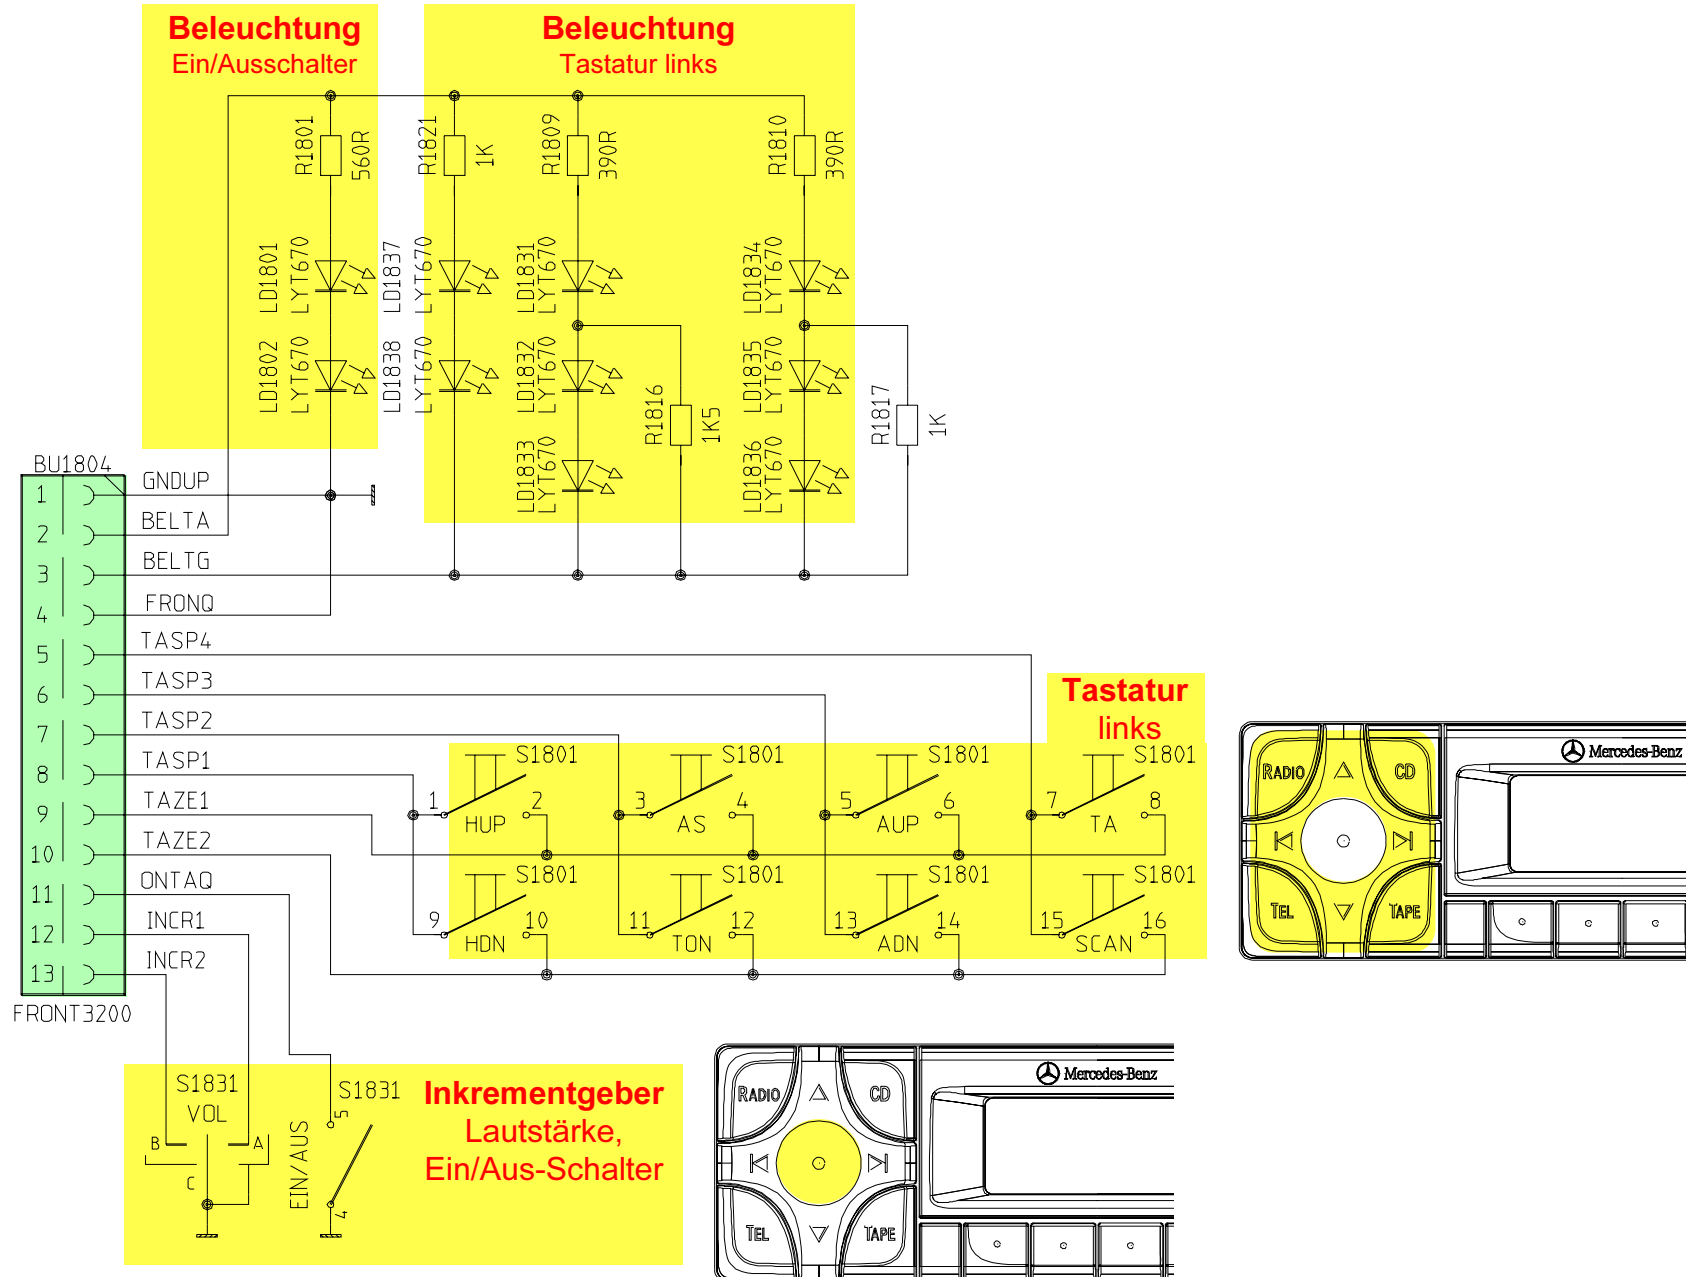 Beleuchtung
Ein/Ausschalter
Beleuchtung
Tastatur links
R1801
560R
R1821
1K
R1809
390R
R1810
390R
LD1801
LYT670
LD1837
LYT670
LD1831
LYT670
LD1834
LYT670
LD1802
LYT670
LD1838
LYT670
LD1832
LYT670
LD1835
LYT670
R1816
1K5
R1817
1K
LD1833
LYT670
LD1836
LYT670
BU1804
1 GNDUP
2 BELTA
3 BELTG
4 FRONQ
5 TASP4
6 TASP3
7 TASP2
8 TASP1
9 TAZE1
10 TAZE2
11 ONTAQ
12 INCR1
13 INCR2
FRONT3200
Tastatur
links
S1801 S1801 S1801 S1801
1 2 3 4 5 6 7 8
HUP AS AUP TA
S1801 S1801 S1801 S1801
9 10 11 12 13 14 15 16
HDN TON ADN SCAN
RADIO CD
Mercedes-Benz
TEL TAPE
S1831
VOL
B A
C
S1831
5
EIN/AUS
4
Inkrementgeber
Lautstärke,
Ein/Aus-Schalter
RADIO CD
Mercedes-Benz
TEL TAPE